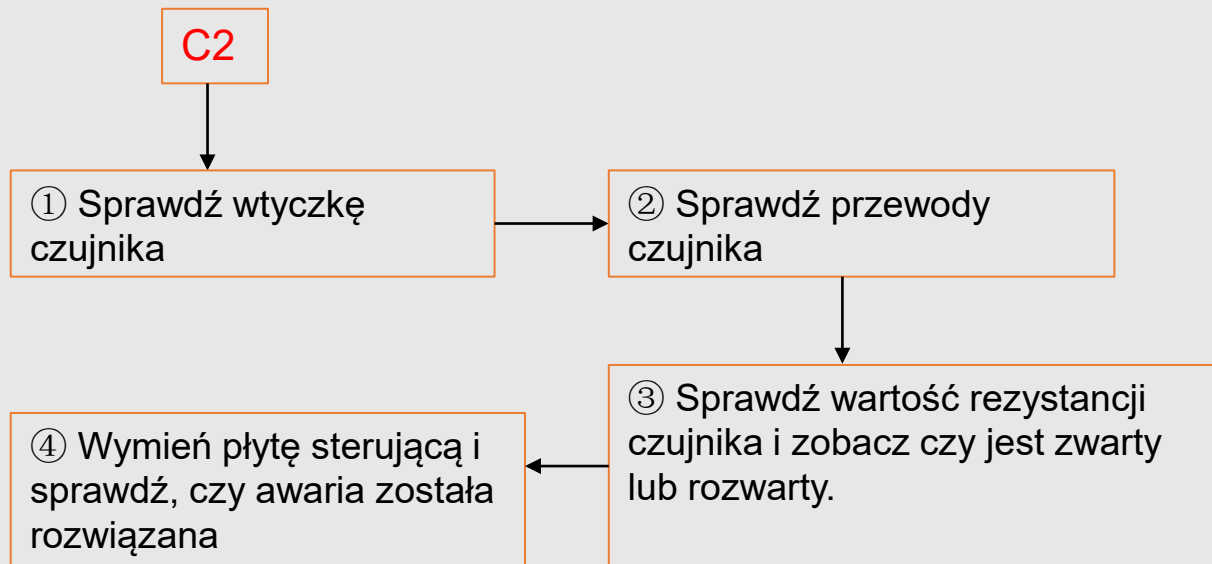 C2
① Sprawdź wtyczkę
czujnika
② Sprawdź przewody
czujnika
③ Sprawdź wartość rezystancji
czujnika i zobacz czy jest zwarty
lub rozwarty.
④ Wymień płytę sterującą i
sprawdź, czy awaria została
rozwiązana